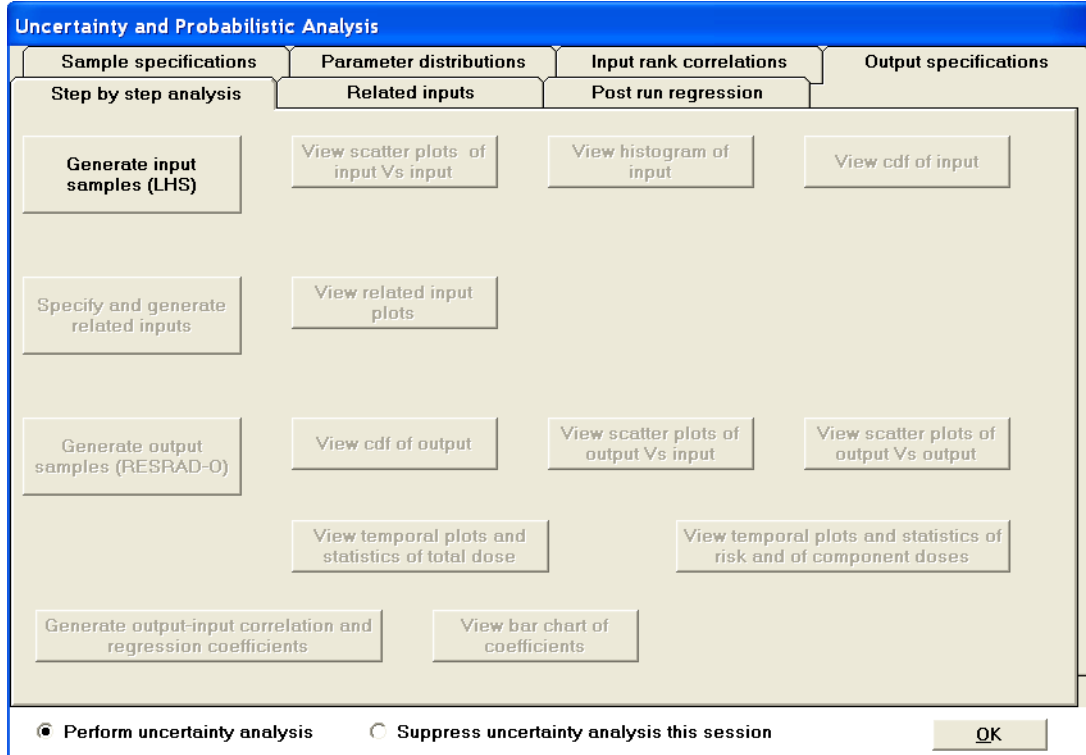 Uncertainty and Probabilistic Analysis
Sample specifications
Parameter distributions
Input rank correlations
Output specifications
Step by step analysis
Related inputs
Post run regression
Generate input
samples (LHS)
View scatter plots of
input Vs input
View histogram of
input
View cdf of input
Specify and generate
related inputs
View related input
plots
Generate output
samples (RESRAD-O)
View cdf of output
View scatter plots of
output Vs input
View scatter plots of
output Vs output
View temporal plots and
statistics of total dose
View temporal plots and statistics of
risk and of component doses
Generate output-input correlation and
regression coefficients
View bar chart of
coefficients
Perform uncertainty analysis
Suppress uncertainty analysis this session
OK